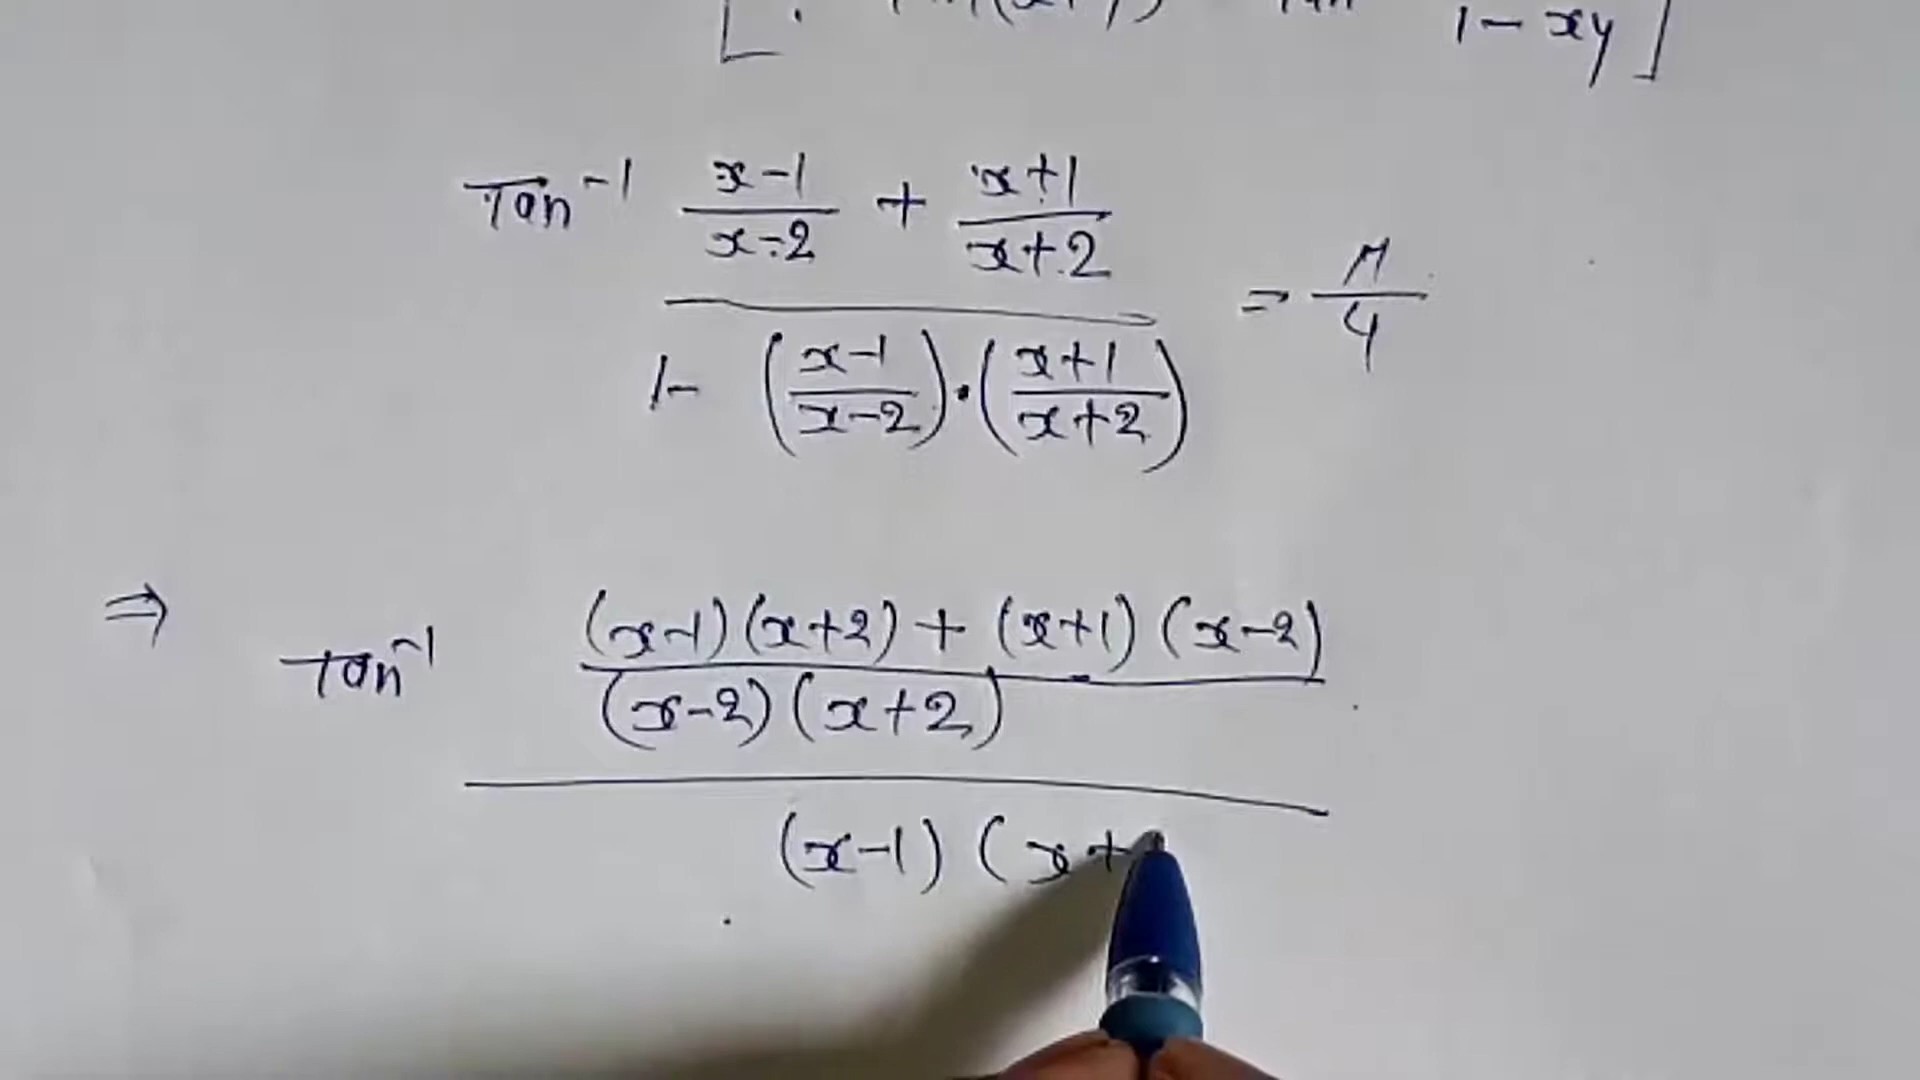 1 - xy ]
Tan⁻¹ x-1 / x-2 + x+1 / x+2
1- (x-1 / x-2) · (x+1 / x+2) = π / 4
⇒ Tan⁻¹ (x-1)(x+2) + (x+1)(x-2)
(x-2)(x+2)
(x-1) (x+